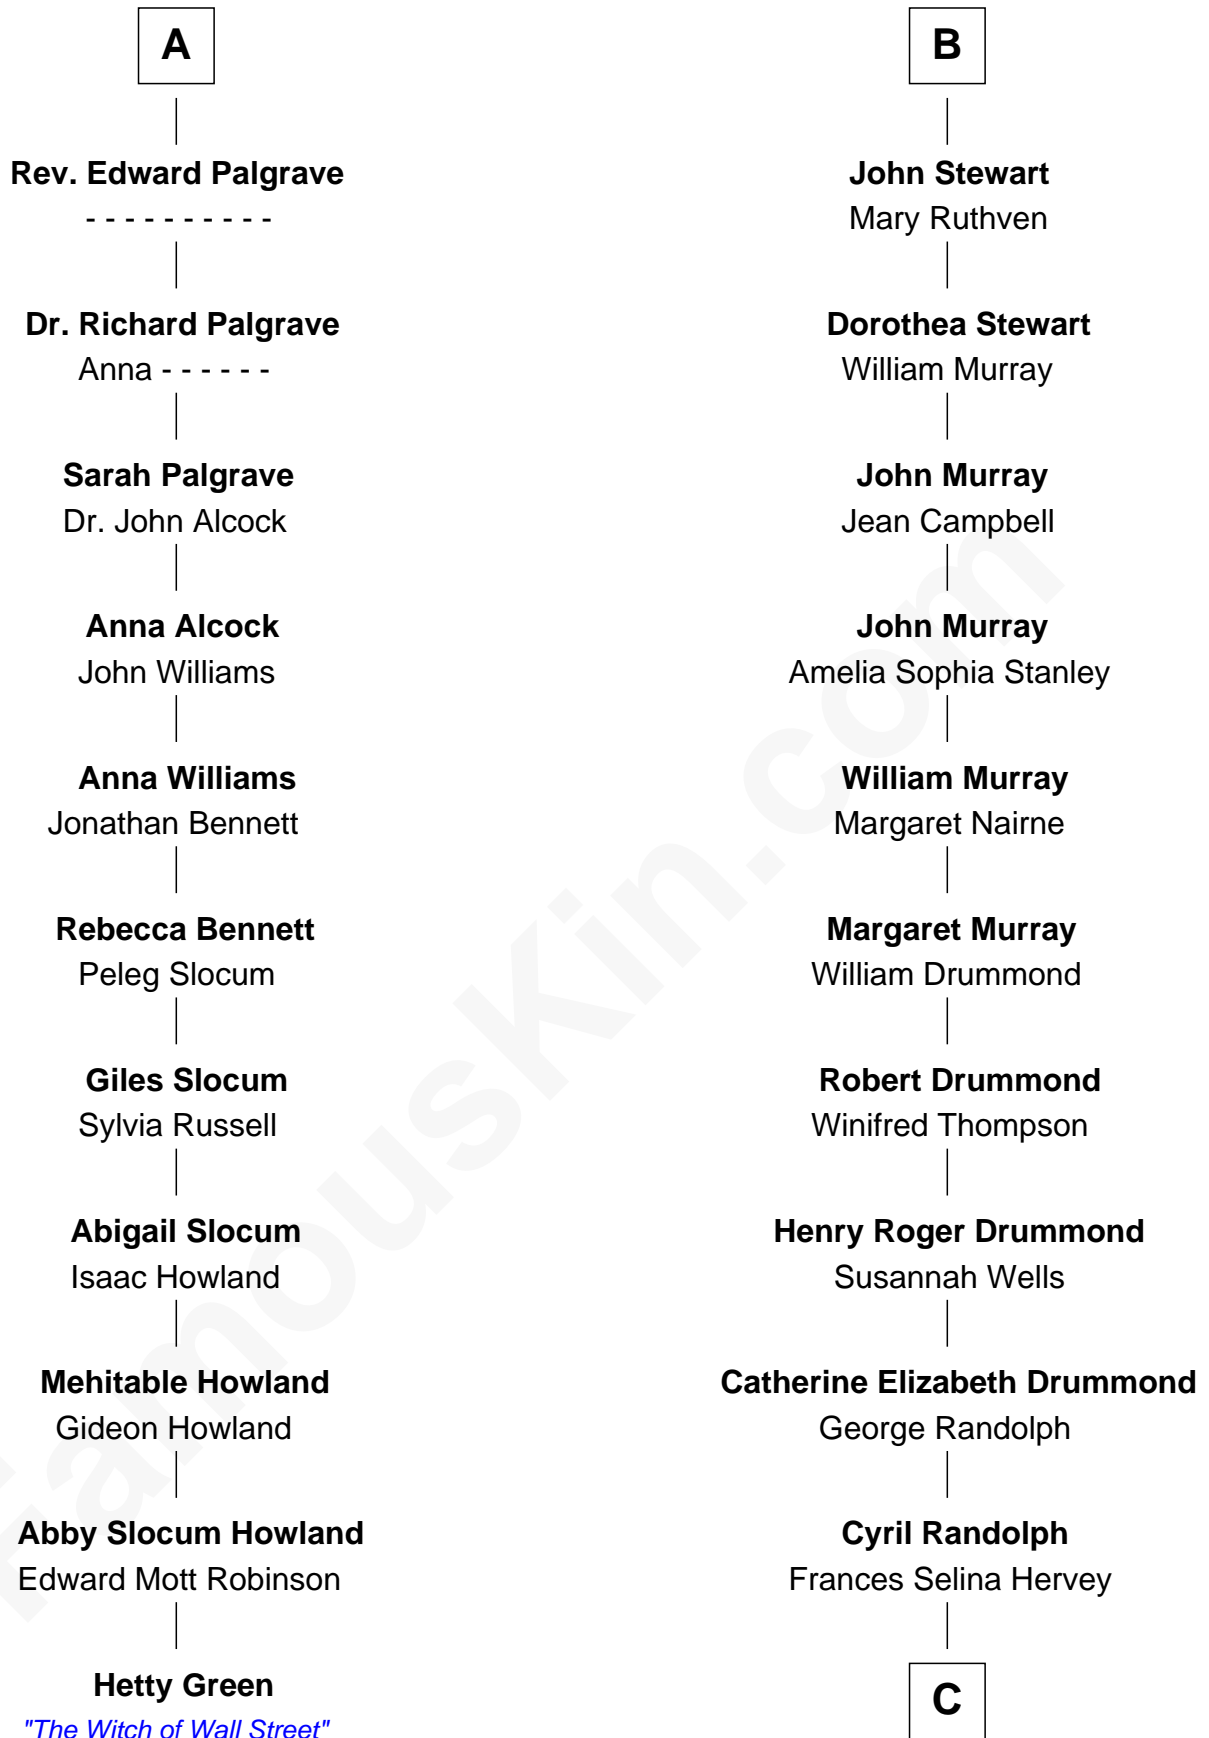 A
Rev. Edward Palgrave
- - - - - - - - - -
Dr. Richard Palgrave
Anna - - - - - -
Sarah Palgrave
Dr. John Alcock
Anna Alcock
John Williams
Anna Williams
Jonathan Bennett
Rebecca Bennett
Peleg Slocum
Giles Slocum
Sylvia Russell
Abigail Slocum
Isaac Howland
Mehitable Howland
Gideon Howland
Abby Slocum Howland
Edward Mott Robinson
Hetty Green
"The Witch of Wall Street"
B
John Stewart
Mary Ruthven
Dorothea Stewart
William Murray
John Murray
Jean Campbell
John Murray
Amelia Sophia Stanley
William Murray
Margaret Nairne
Margaret Murray
William Drummond
Robert Drummond
Winifred Thompson
Henry Roger Drummond
Susannah Wells
Catherine Elizabeth Drummond
George Randolph
Cyril Randolph
Frances Selina Hervey
C
FamousKin.com